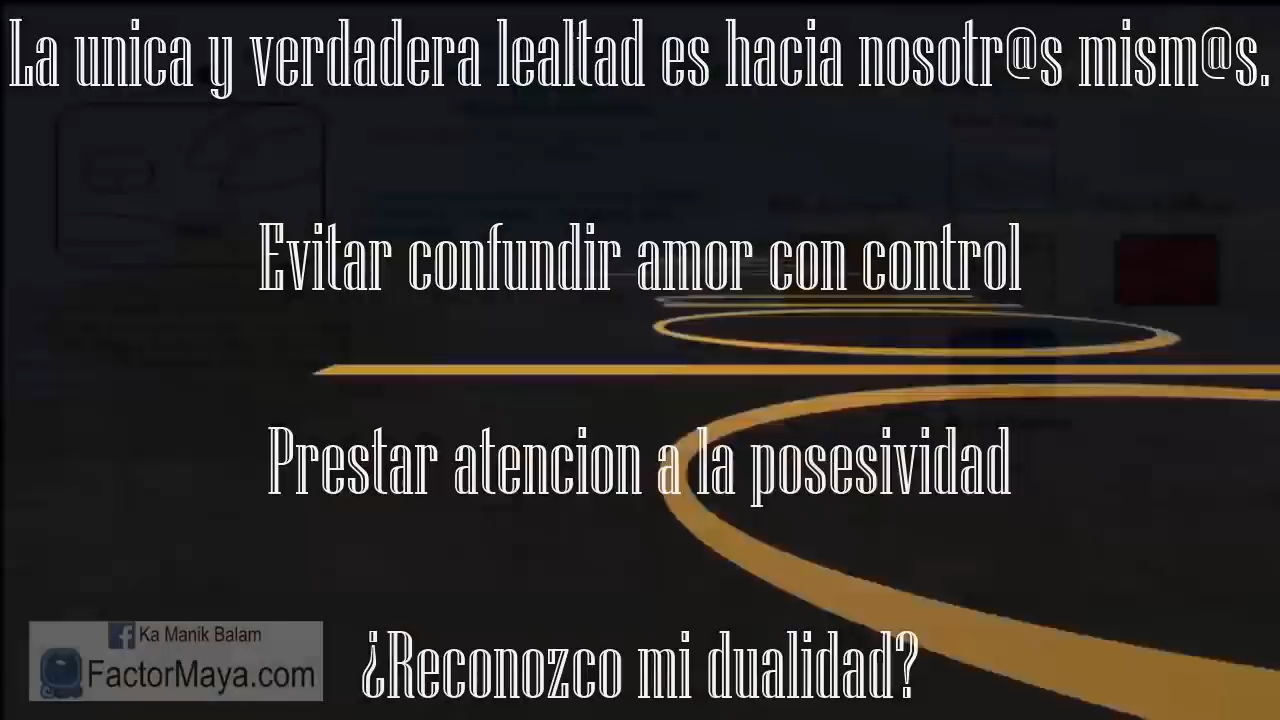 La unica y verdadera lealtad es hacia nosotr@s mism@s.
Evitar confundir amor con control
Prestar atencion a la posesividad
¿Reconozco mi dualidad?
Ka Manik Balam
FactorMaya.com